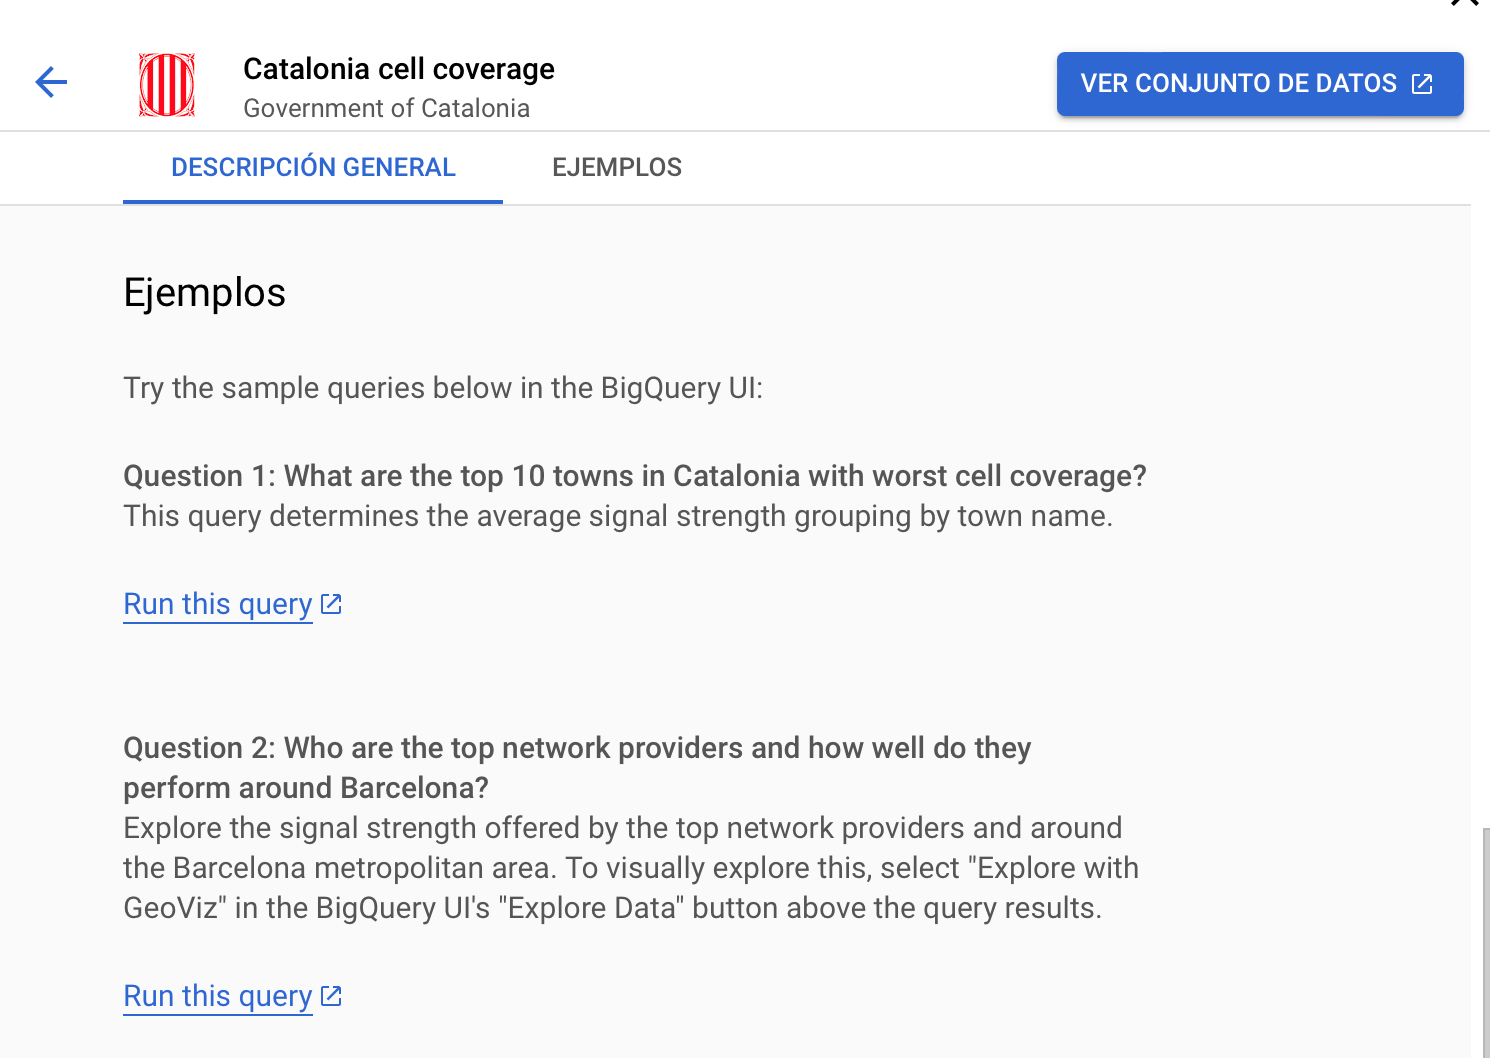 Catalonia cell coverage
Government of Catalonia
VER CONJUNTO DE DATOS
DESCRIPCIÓN GENERAL
EJEMPLOS
Ejemplos
Try the sample queries below in the BigQuery UI:
Question 1: What are the top 10 towns in Catalonia with worst cell coverage?
This query determines the average signal strength grouping by town name.
Run this query
Question 2: Who are the top network providers and how well do they
perform around Barcelona?
Explore the signal strength offered by the top network providers and around
the Barcelona metropolitan area. To visually explore this, select "Explore with
GeoViz" in the BigQuery UI's "Explore Data" button above the query results.
Run this query